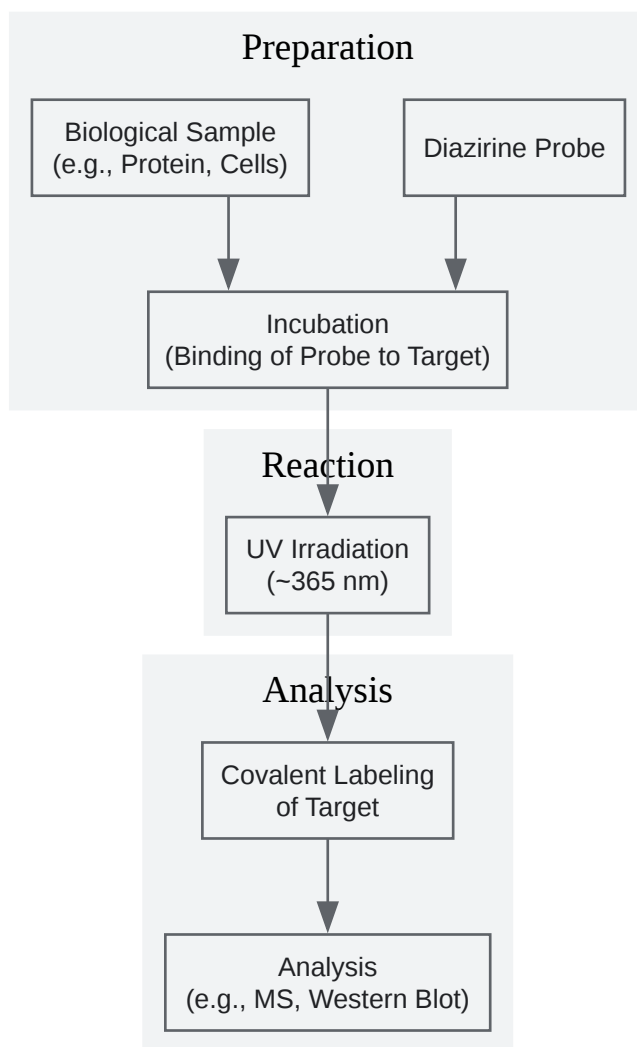 Preparation
Biological Sample
(e.g., Protein, Cells)
Diazirine Probe
Incubation
(Binding of Probe to Target)
Reaction
UV Irradiation
(~365 nm)
Analysis
Covalent Labeling
of Target
Analysis
(e.g., MS, Western Blot)